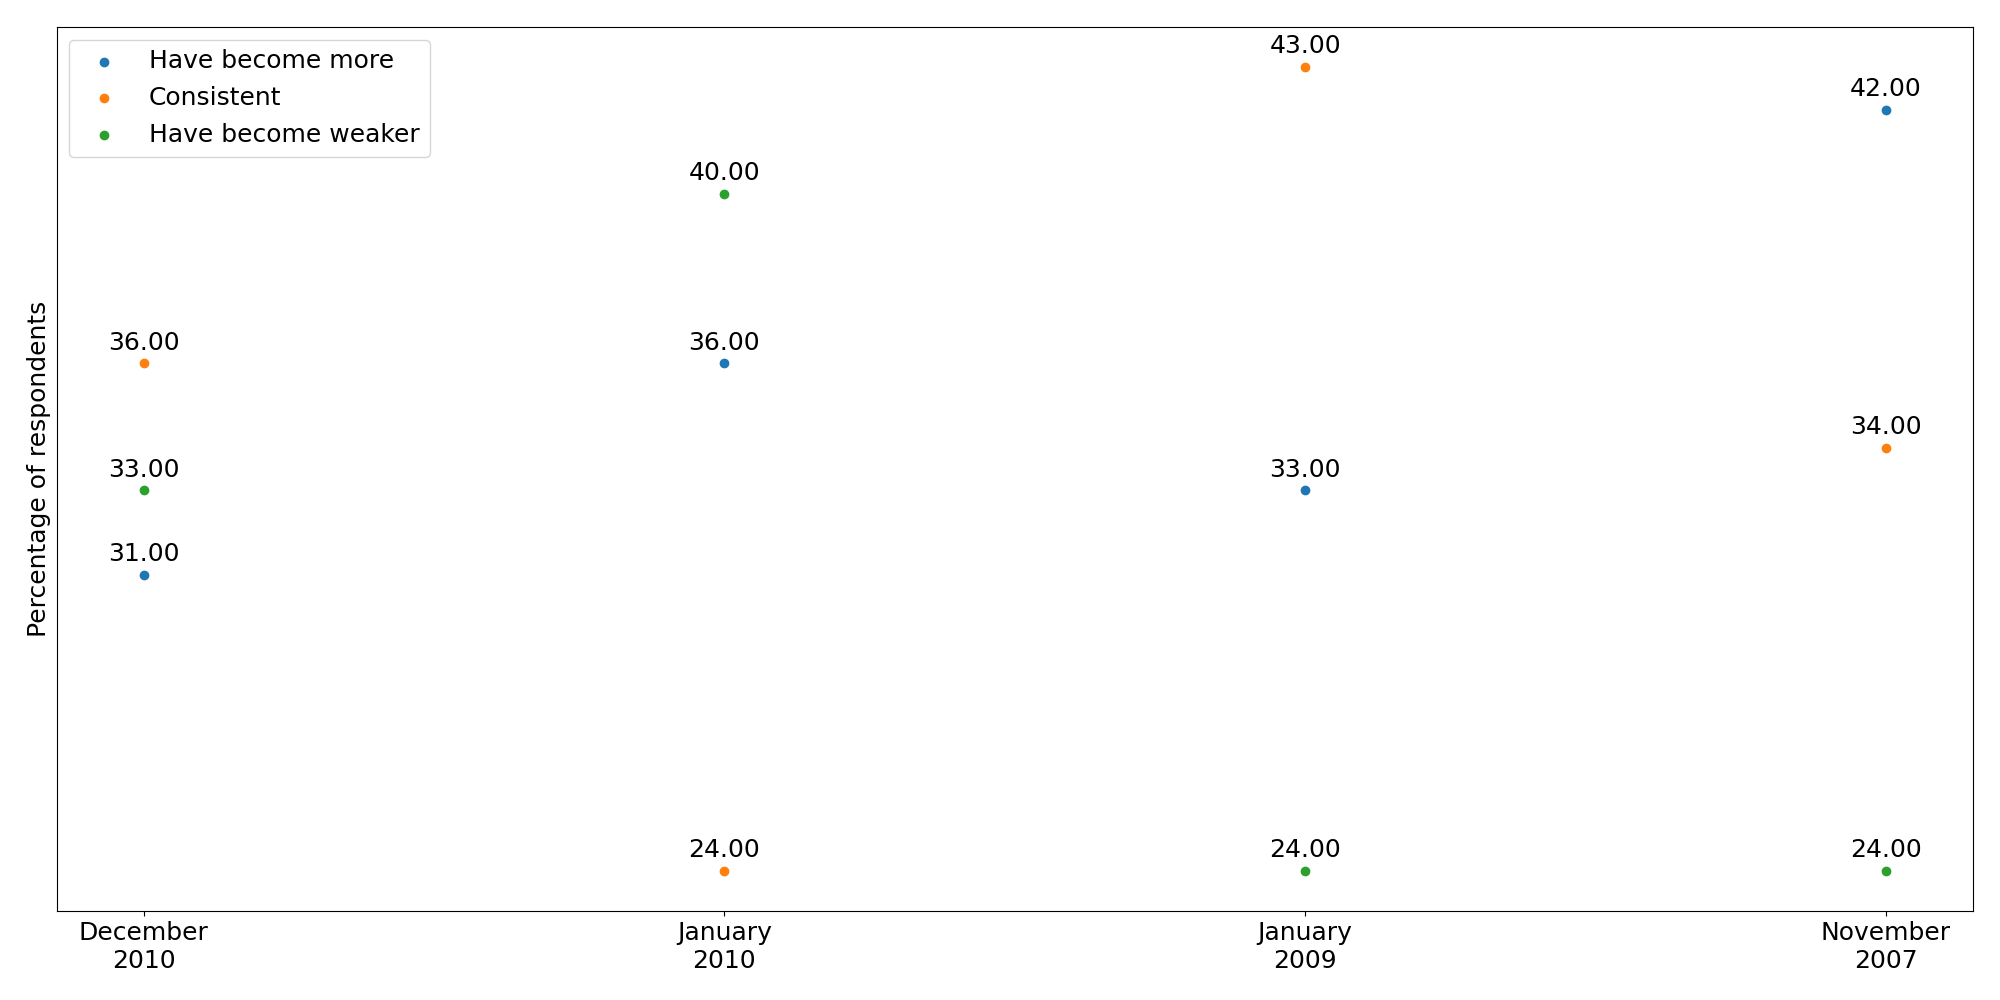 Have become more
Consistent
Have become weaker
43.00
42.00
40.00
36.00
36.00
34.00
33.00
33.00
31.00
24.00
24.00
24.00
Percentage of respondents
December
2010
January
2010
January
2009
November
2007